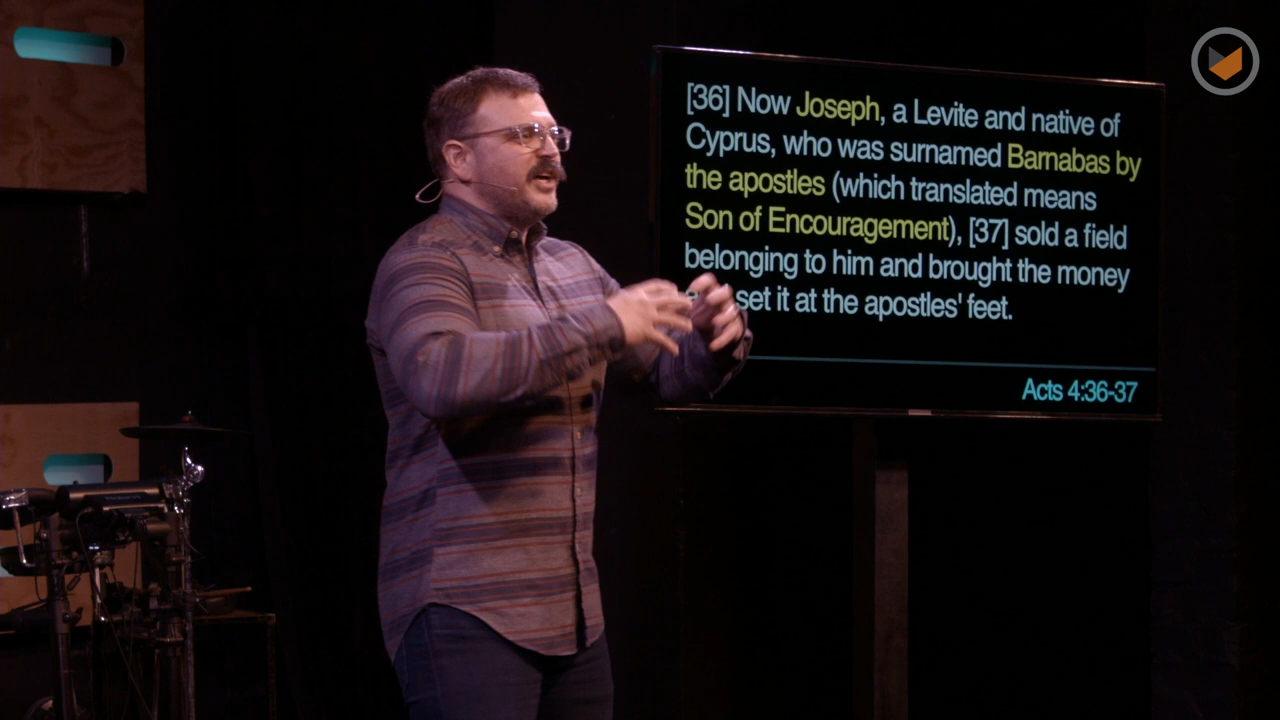 [36] Now Joseph, a Levite and native of
Cyprus, who was surnamed Barnabas by
the apostles (which translated means
Son of Encouragement), [37] sold a field
belonging to him and brought the money
set it at the apostles' feet.
Acts 4:36-37